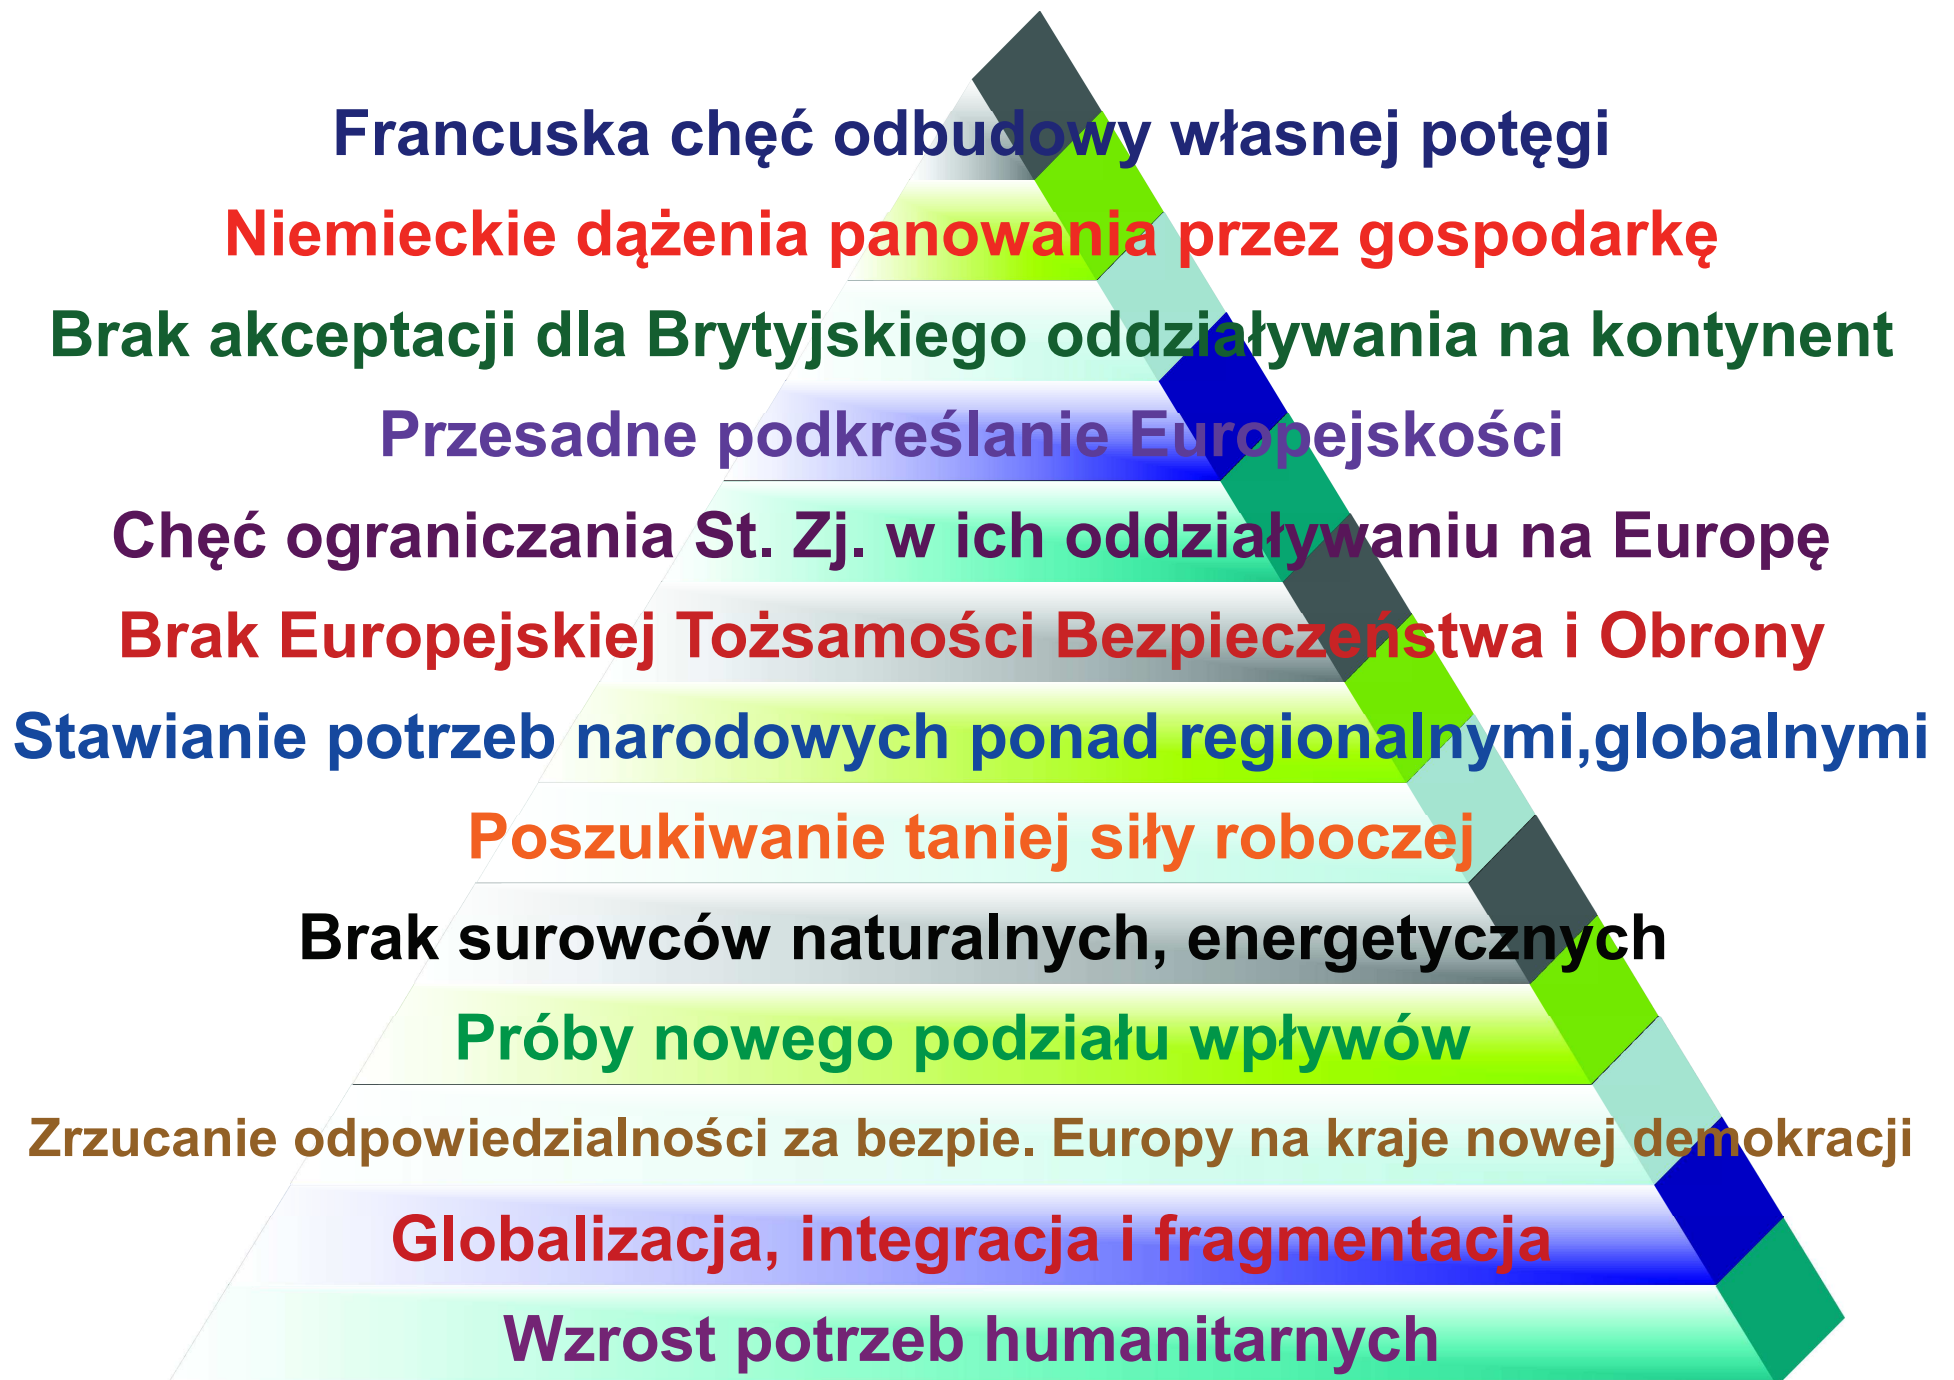 Francuska chęć odbudowy własnej potęgi
Niemieckie dążenia panowania przez gospodarkę
Brak akceptacji dla Brytyjskiego oddziaływania na kontynent
Przesadne podkreślanie Europejskości
Chęć ograniczania St. Zj. w ich oddziaływaniu na Europę
Brak Europejskiej Tożsamości Bezpieczeństwa i Obrony
Stawianie potrzeb narodowych ponad regionalnymi,globalnymi
Poszukiwanie taniej siły roboczej
Brak surowców naturalnych, energetycznych
Próby nowego podziału wpływów
Zrzucanie odpowiedzialności za bezpie. Europy na kraje nowej demokracji
Globalizacja, integracja i fragmentacja
Wzrost potrzeb humanitarnych